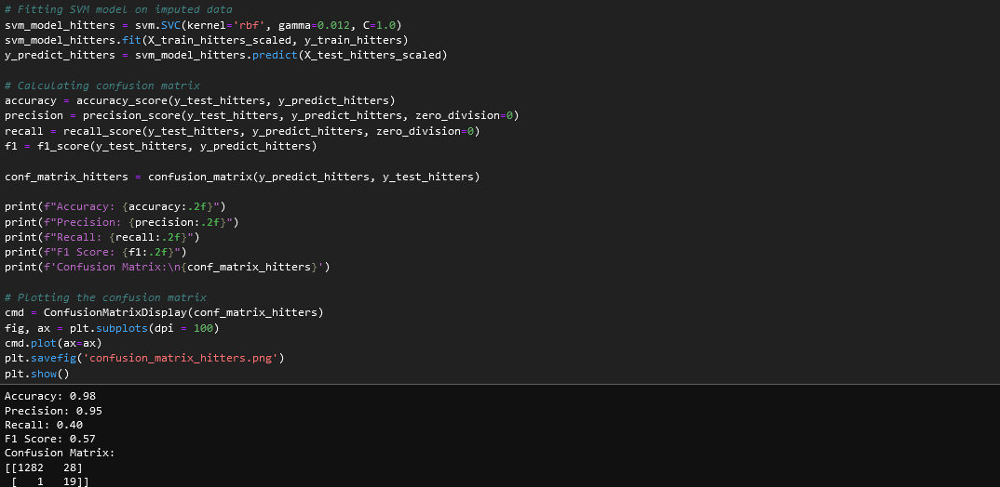 # Fitting SVM model on imputed data
svm_model_hitters = svm.SVC(kernel='rbf', gamma=0.012, C=1.0)
svm_model_hitters.fit(X_train_hitters_scaled, y_train_hitters)
y_predict_hitters = svm_model_hitters.predict(X_test_hitters_scaled)
# Calculating confusion matrix
accuracy = accuracy_score(y_test_hitters, y_predict_hitters)
precision = precision_score(y_test_hitters, y_predict_hitters, zero_division=0)
recall = recall_score(y_test_hitters, y_predict_hitters, zero_division=0)
f1 = f1_score(y_test_hitters, y_predict_hitters)
conf_matrix_hitters = confusion_matrix(y_predict_hitters, y_test_hitters)
print(f"Accuracy: {accuracy:.2f}")
print(f"Precision: {precision:.2f}")
print(f"Recall: {recall:.2f}")
print(f"F1 Score: {f1:.2f}")
print(f'Confusion Matrix:\n{conf_matrix_hitters}')
# Plotting the confusion matrix
cmd = ConfusionMatrixDisplay(conf_matrix_hitters)
fig, ax = plt.subplots(dpi = 100)
cmd.plot(ax=ax)
plt.savefig('confusion_matrix_hitters.png')
plt.show()
Accuracy: 0.98
Precision: 0.95
Recall: 0.40
F1 Score: 0.57
Confusion Matrix:
[[1282   28]
 [   1   19]]